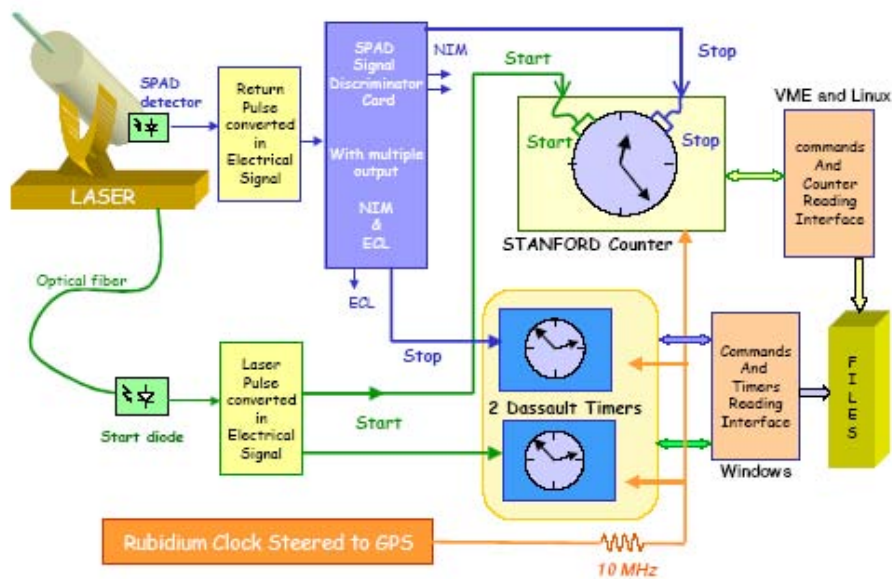 SPAD
detector
LASER
Return
Pulse
converted
in
Electrical
Signal
SPAD
Signal
Discriminator
Card
With multiple
output
NIM
&
ECL
NIM
ECL
Start
Stop
Start
Stop
STANFORD Counter
VME and Linux
commands
And
Counter
Reading
Interface
Optical fiber
Start diode
Laser
Pulse
converted
in
Electrical
Signal
Stop
Start
2 Dassault Timers
Commands
And
Timers
Reading
Interface
Windows
F
I
L
E
S
Rubidium Clock Steered to GPS
10 MHz